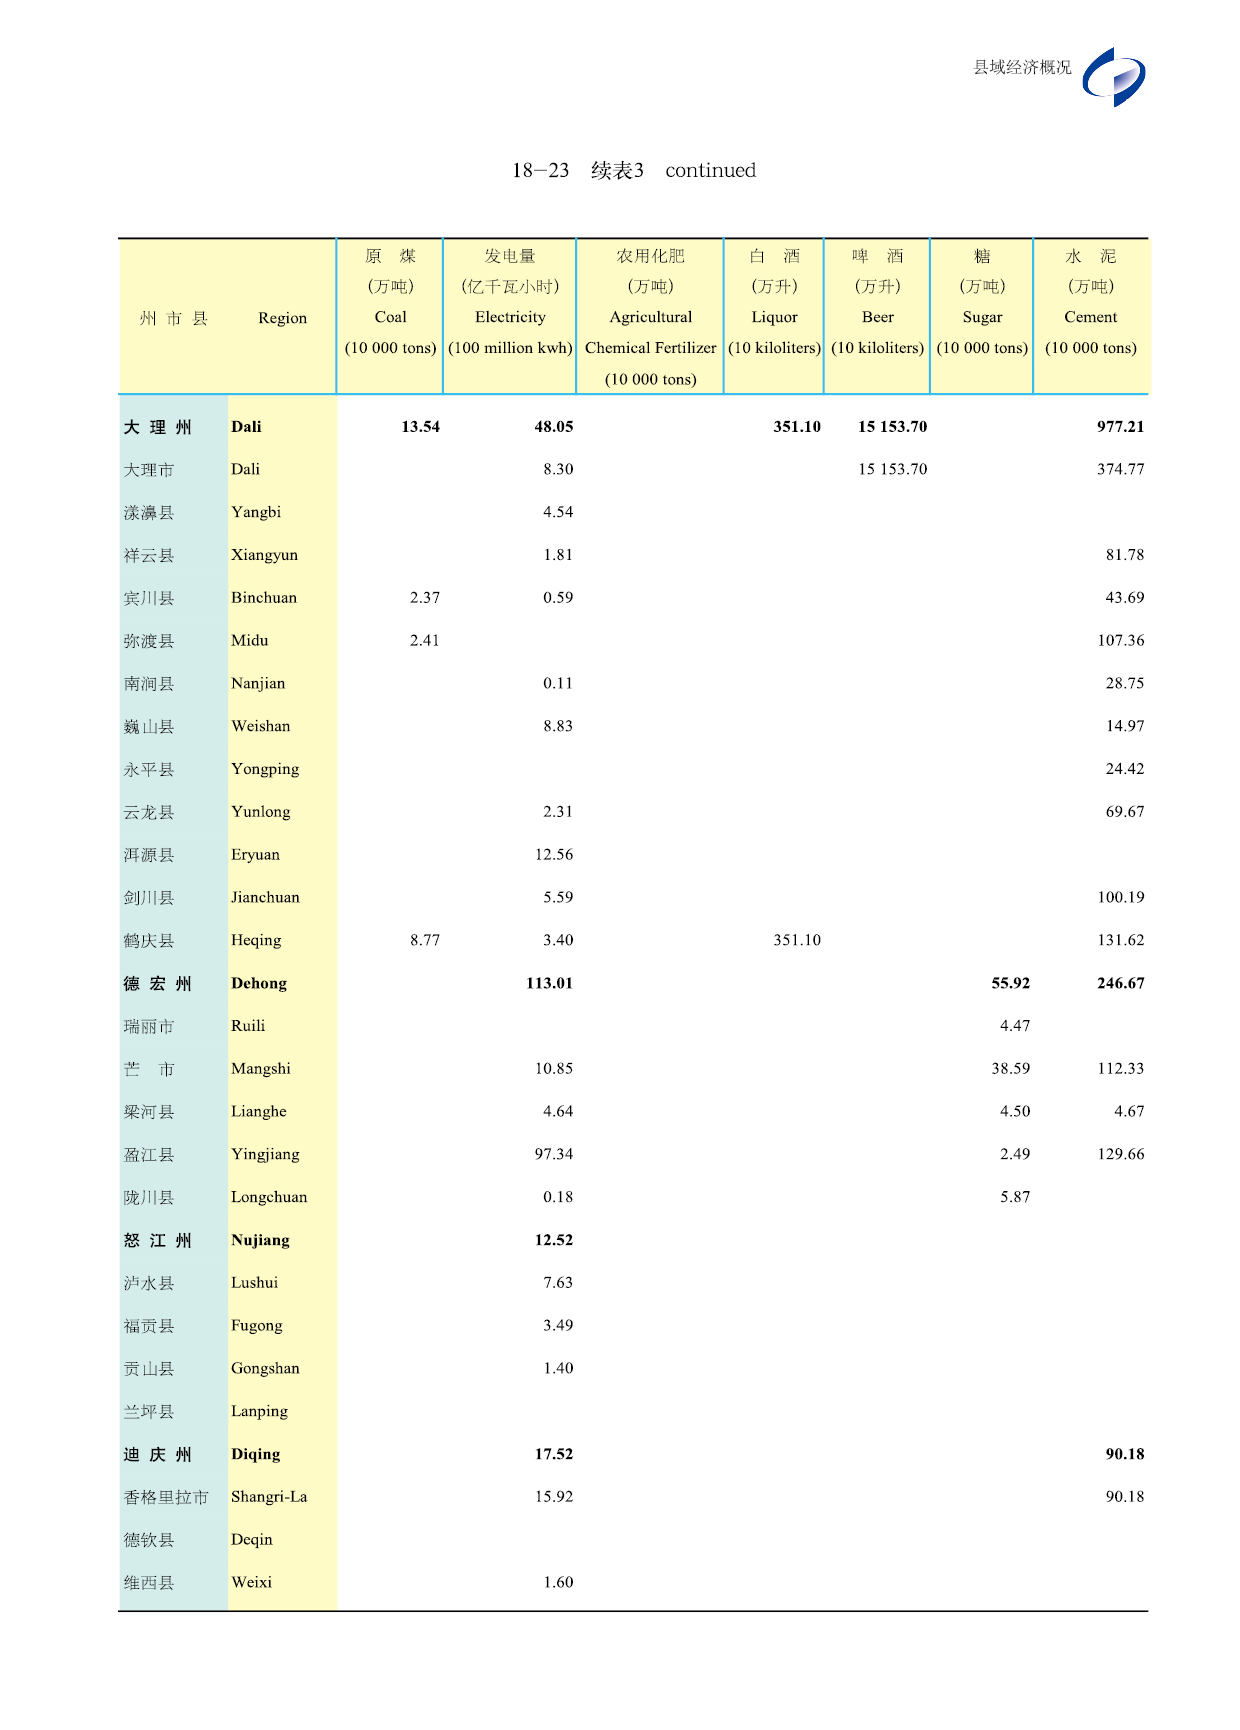 县域经济概况
18-23 续表3 continued
州 市 县 Region 原 煤 (万吨) Coal (10 000 tons) 发电量 (亿千瓦小时) Electricity (100 million kwh) 农用化肥 (万吨) Agricultural Chemical Fertilizer (10 000 tons) 白 酒 (万升) Liquor (10 kiloliters) 啤 酒 (万升) Beer (10 kiloliters) 糖 (万吨) Sugar (10 000 tons) 水 泥 (万吨) Cement (10 000 tons)
大 理 州 Dali 13.54 48.05 351.10 15 153.70 977.21
大理市 Dali 8.30 15 153.70 374.77
漾濞县 Yangbi 4.54
祥云县 Xiangyun 1.81 81.78
宾川县 Binchuan 2.37 0.59 43.69
弥渡县 Midu 2.41 107.36
南涧县 Nanjian 0.11 28.75
巍山县 Weishan 8.83 14.97
永平县 Yongping 24.42
云龙县 Yunlong 2.31 69.67
洱源县 Eryuan 12.56
剑川县 Jianchuan 5.59 100.19
鹤庆县 Heqing 8.77 3.40 351.10 131.62
德 宏 州 Dehong 113.01 55.92 246.67
瑞丽市 Ruili 4.47
芒 市 Mangshi 10.85 38.59 112.33
梁河县 Lianghe 4.64 4.50 4.67
盈江县 Yingjiang 97.34 2.49 129.66
陇川县 Longchuan 0.18 5.87
怒 江 州 Nujiang 12.52
泸水县 Lushui 7.63
福贡县 Fugong 3.49
贡山县 Gongshan 1.40
兰坪县 Lanping
迪 庆 州 Diqing 17.52 90.18
香格里拉市 Shangri-La 15.92 90.18
德钦县 Deqin
维西县 Weixi 1.60